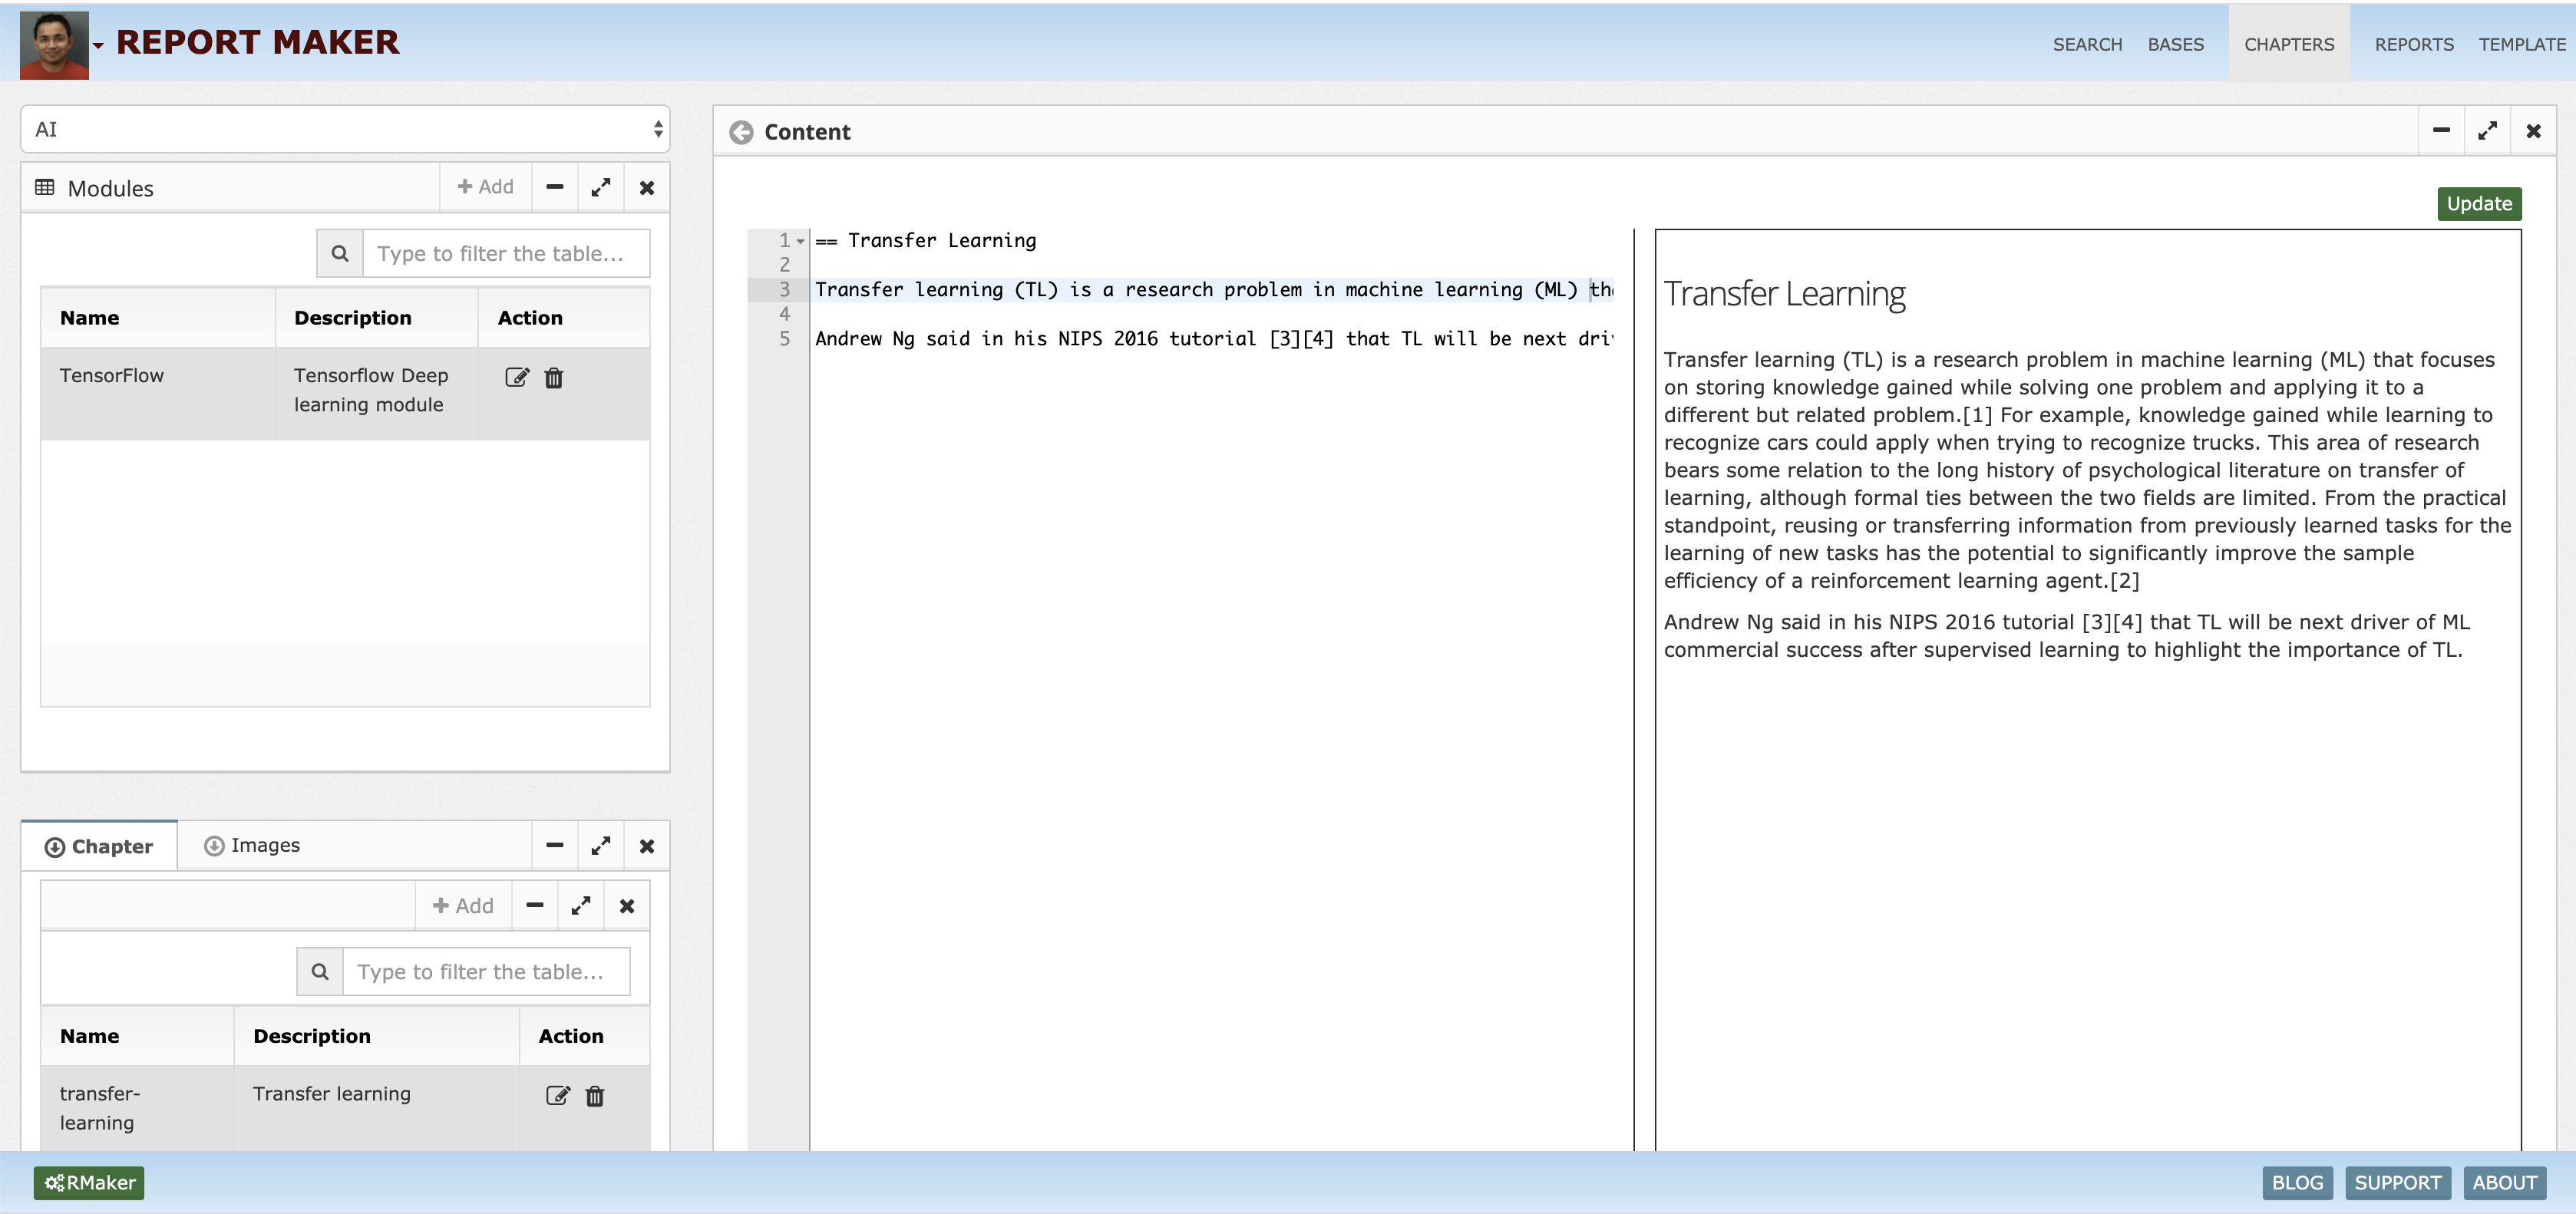 REPORT MAKER
SEARCH BASES CHAPTERS REPORTS TEMPLATE
AI
Modules
Add
Type to filter the table...
Name Description Action
TensorFlow Tensorflow Deep
learning module
Chapter Images
Add
Type to filter the table...
Name Description Action
transfer- Transfer learning
learning
Content
Update
1 == Transfer Learning
2
3 Transfer learning (TL) is a research problem in machine learning (ML)
4
5 Andrew Ng said in his NIPS 2016 tutorial [3][4] that TL will be next
Transfer Learning
Transfer learning (TL) is a research problem in machine learning (ML) that focuses
on storing knowledge gained while solving one problem and applying it to a
different but related problem.[1] For example, knowledge gained while learning to
recognize cars could apply when trying to recognize trucks. This area of research
bears some relation to the long history of psychological literature on transfer of
learning, although formal ties between the two fields are limited. From the practical
standpoint, reusing or transferring information from previously learned tasks for the
learning of new tasks has the potential to significantly improve the sample
efficiency of a reinforcement learning agent.[2]
Andrew Ng said in his NIPS 2016 tutorial [3][4] that TL will be next driver of ML
commercial success after supervised learning to highlight the importance of TL.
RMaker
BLOG SUPPORT ABOUT